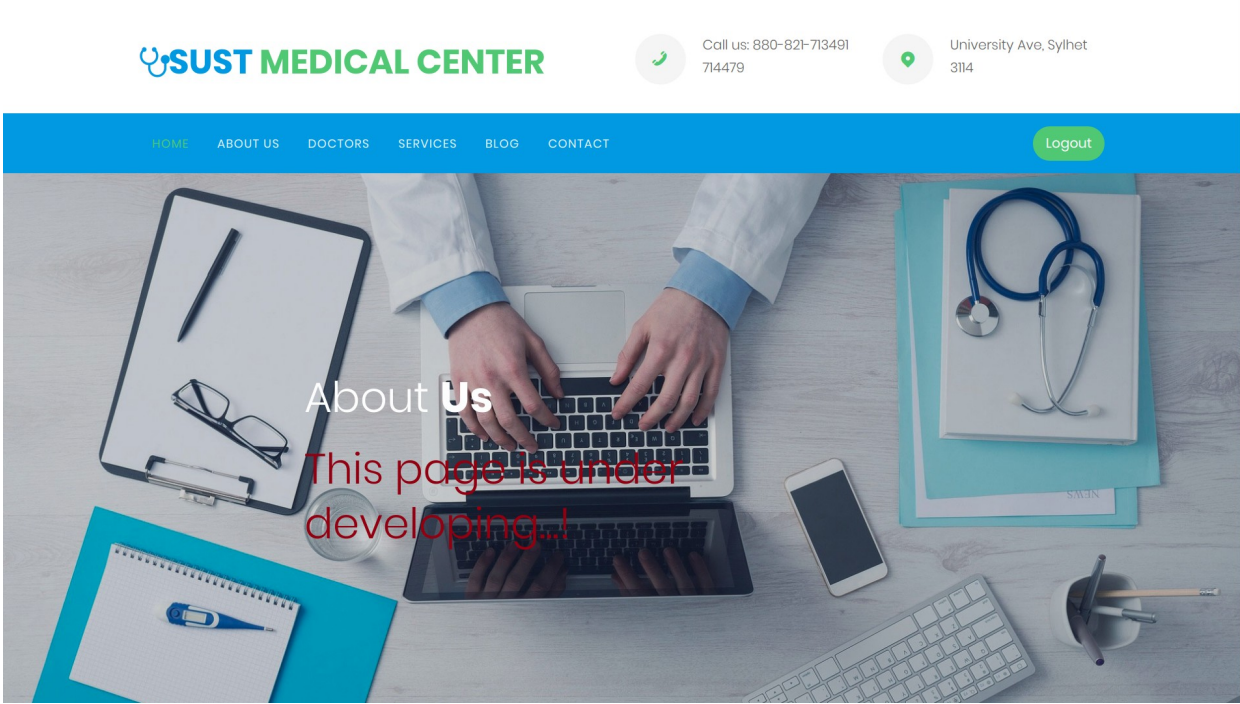 SUST MEDICAL CENTER
Call us: 880-821-713491
714479
University Ave, Sylhet
3114
HOME ABOUT US DOCTORS SERVICES BLOG CONTACT Logout
About Us
This page is under
developing...!
NEWS